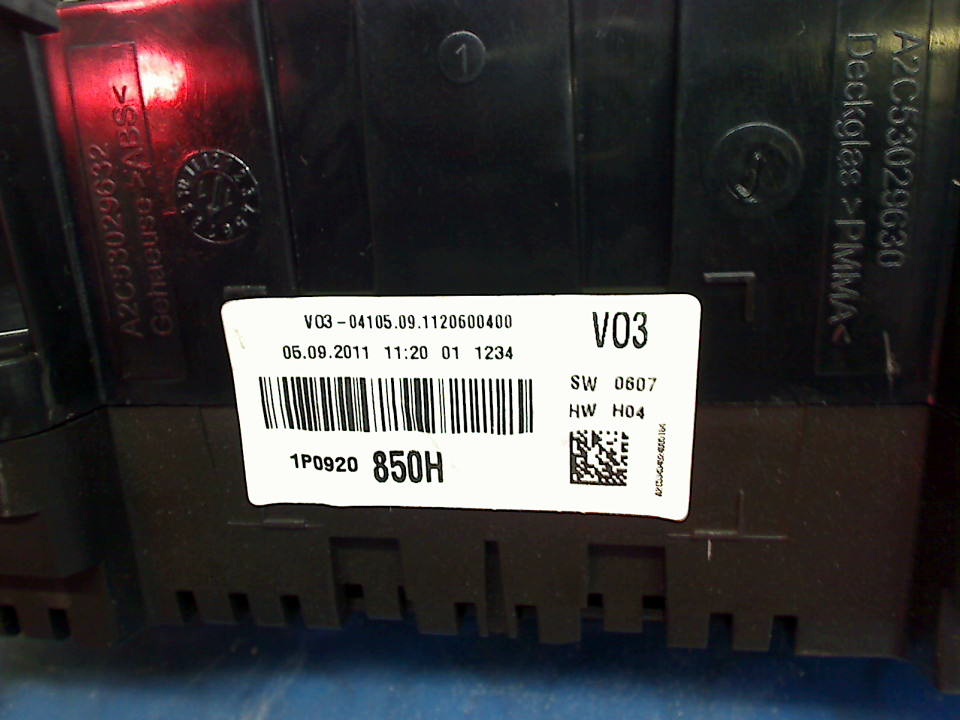 1
A2C53029632
Gehaeuse >ABS<
A2C53029630
Deckglas >PMMA<
V03-04105.09.1120600400
05.09.2011 11:20 01 1234
V03
SW 0607
HW H04
1P0920 850H